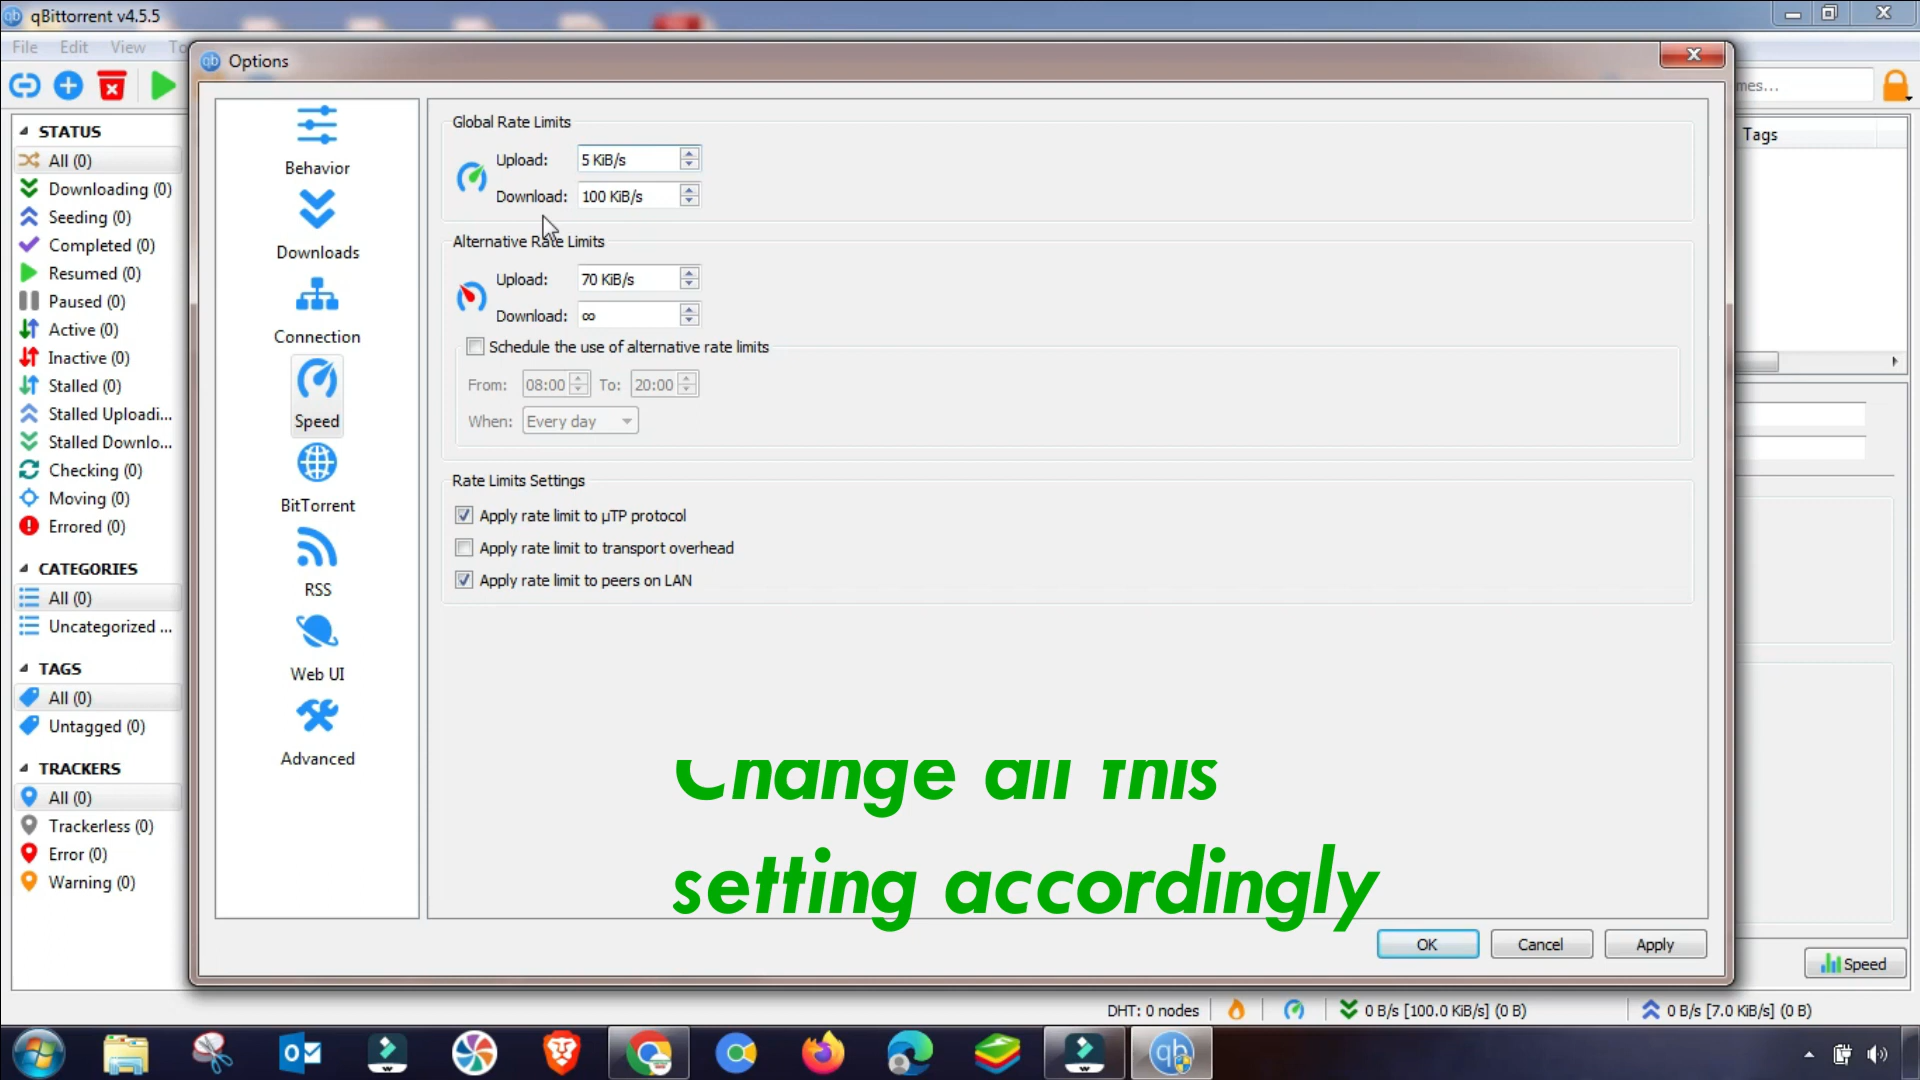 qBittorrent v4.5.5
File Edit View To
Options
mes...
STATUS
All (0)
Downloading (0)
Seeding (0)
Completed (0)
Resumed (0)
Paused (0)
Active (0)
Inactive (0)
Stalled (0)
Stalled Uploadi...
Stalled Downlo...
Checking (0)
Moving (0)
Errored (0)
CATEGORIES
All (0)
Uncategorized ...
TAGS
All (0)
Untagged (0)
TRACKERS
All (0)
Trackerless (0)
Error (0)
Warning (0)
Behavior
Downloads
Connection
Speed
BitTorrent
RSS
Web UI
Advanced
Global Rate Limits
Upload: 5 KiB/s
Download: 100 KiB/s
Alternative Rate Limits
Upload: 70 KiB/s
Download: ∞
Schedule the use of alternative rate limits
From: 08:00 To: 20:00
When: Every day
Rate Limits Settings
Apply rate limit to µTP protocol
Apply rate limit to transport overhead
Apply rate limit to peers on LAN
Change all this
setting accordingly
OK Cancel Apply
Tags
Speed
DHT: 0 nodes 0 B/s [100.0 KiB/s] (0 B) 0 B/s [7.0 KiB/s] (0 B)